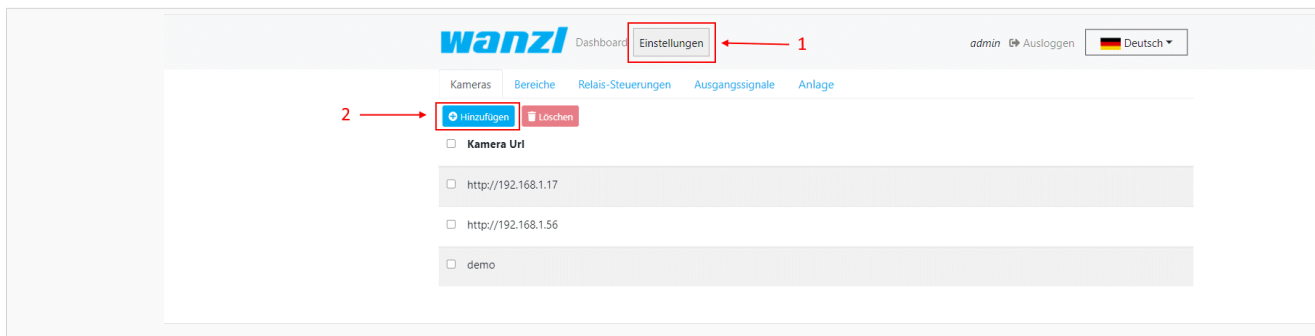 wanzl Dashboard Einstellungen 1 admin Ausloggen Deutsch
Kameras Bereiche Relais-Steuerungen Ausgangssignale Anlage
2 Hinzufügen Löschen
Kamera Url
http://192.168.1.17
http://192.168.1.56
demo